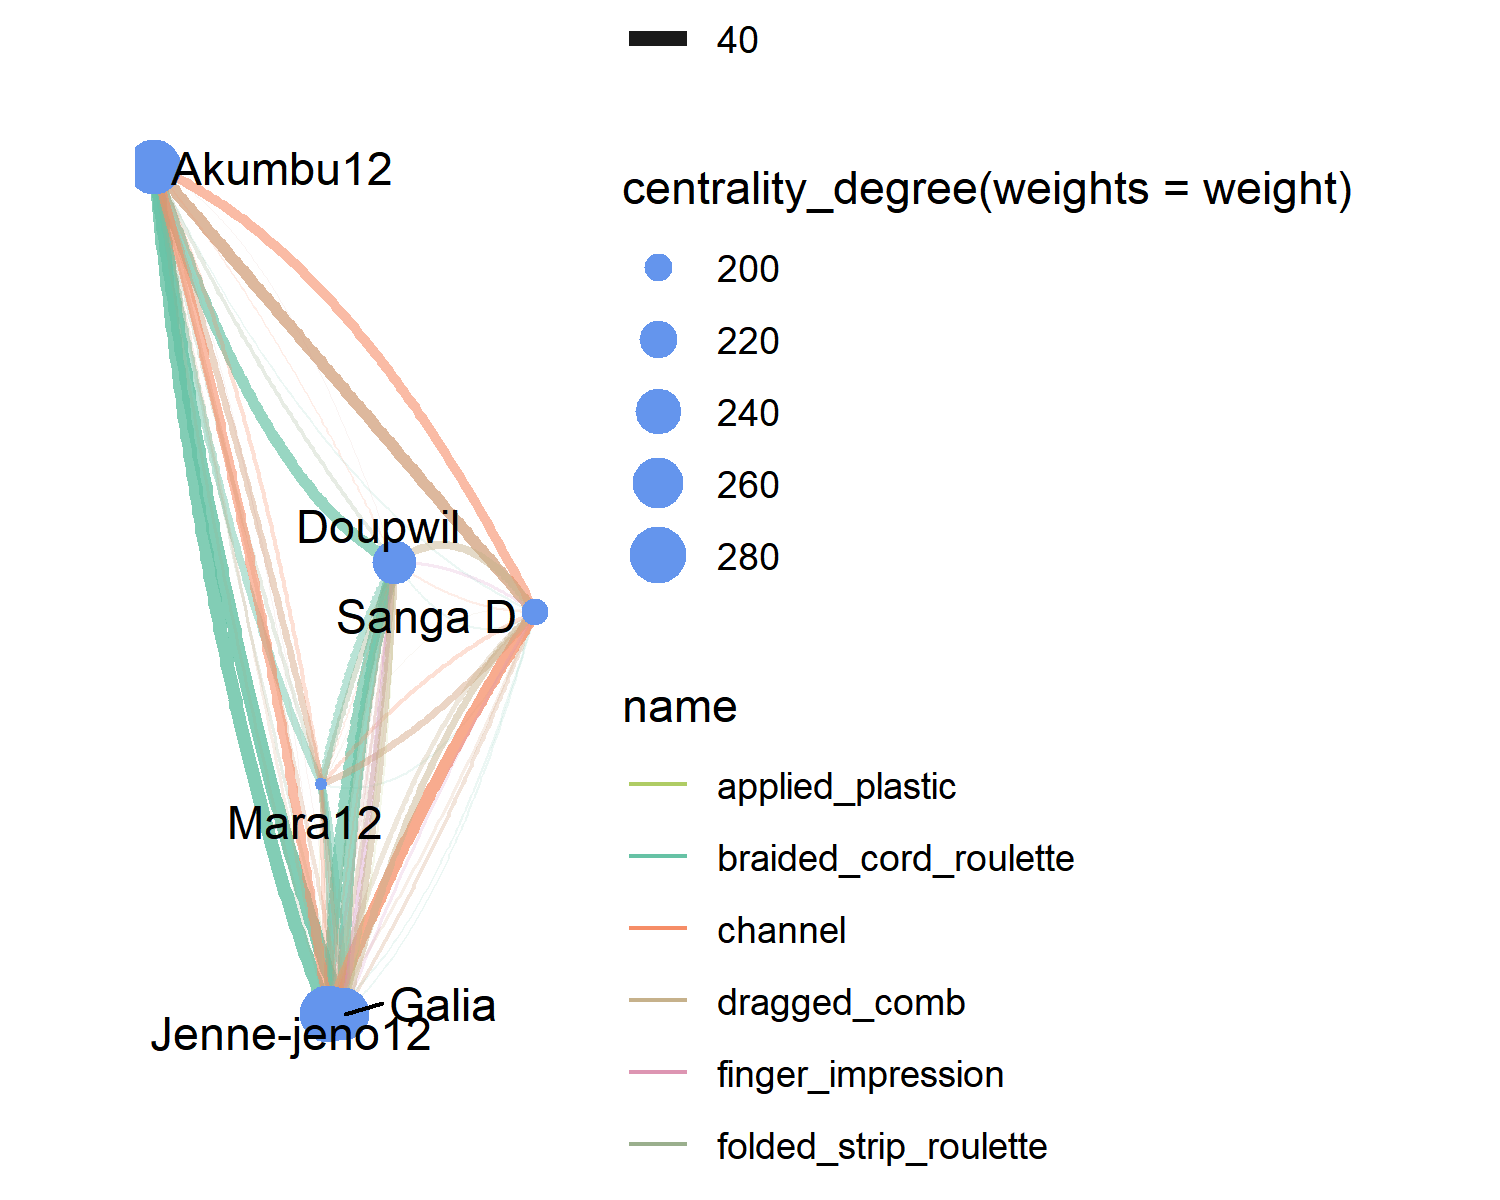 40
Akumbu12
centrality_degree(weights = weight)
200
220
240
260
280
Doupwil
Sanga D
name
applied_plastic
Mara12
braided_cord_roulette
channel
dragged_comb
Galia
Jenne-jeno12
finger_impression
folded_strip_roulette